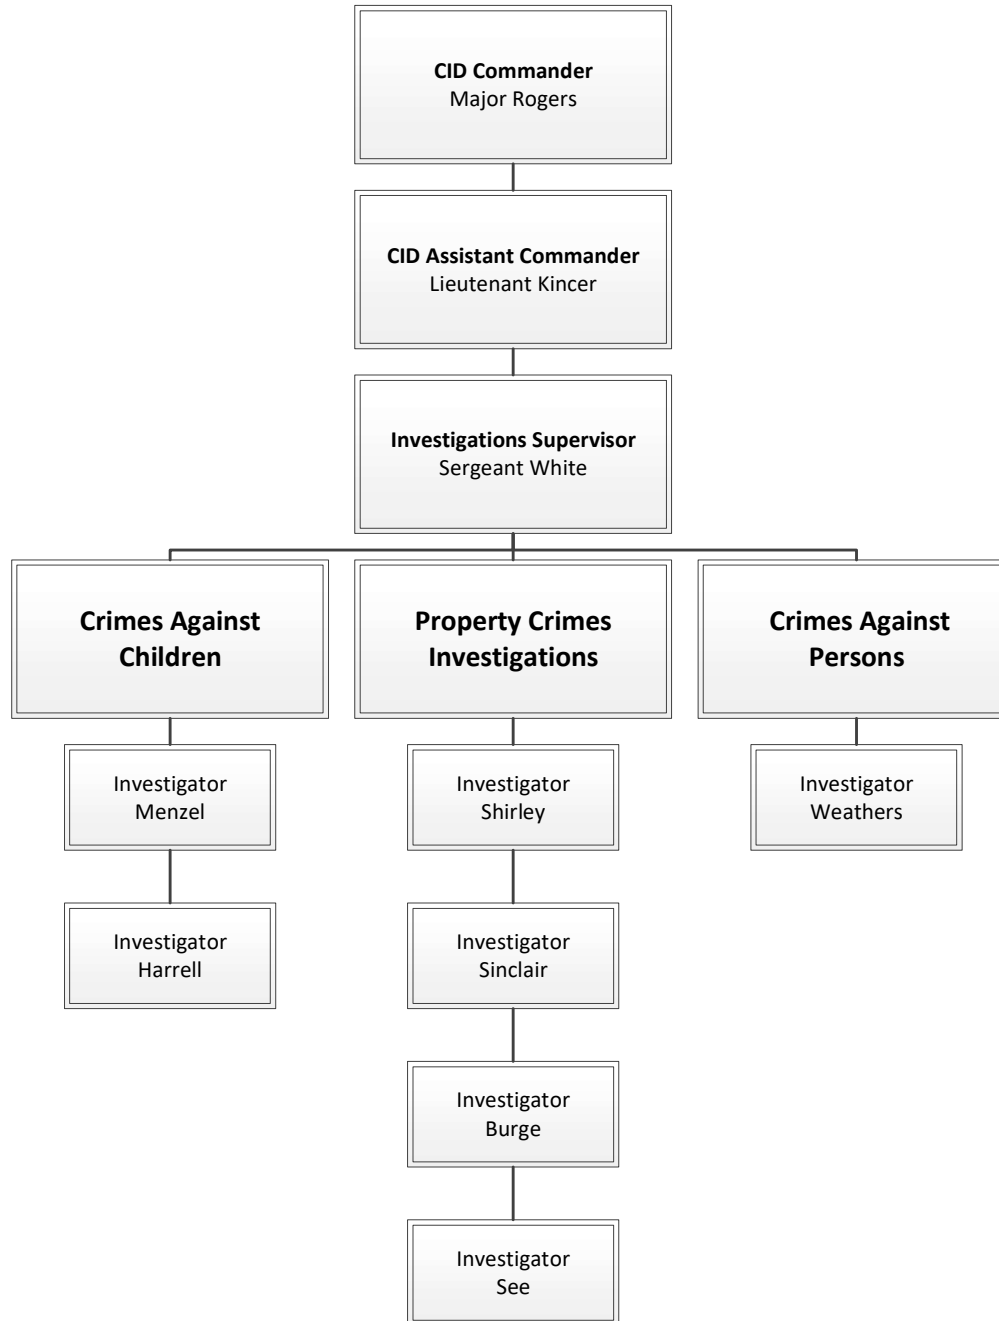 CID Commander
Major Rogers
CID Assistant Commander
Lieutenant Kincer
Investigations Supervisor
Sergeant White
Crimes Against
Children
Property Crimes
Investigations
Crimes Against
Persons
Investigator
Menzel
Investigator
Shirley
Investigator
Weathers
Investigator
Harrell
Investigator
Sinclair
Investigator
Burge
Investigator
See